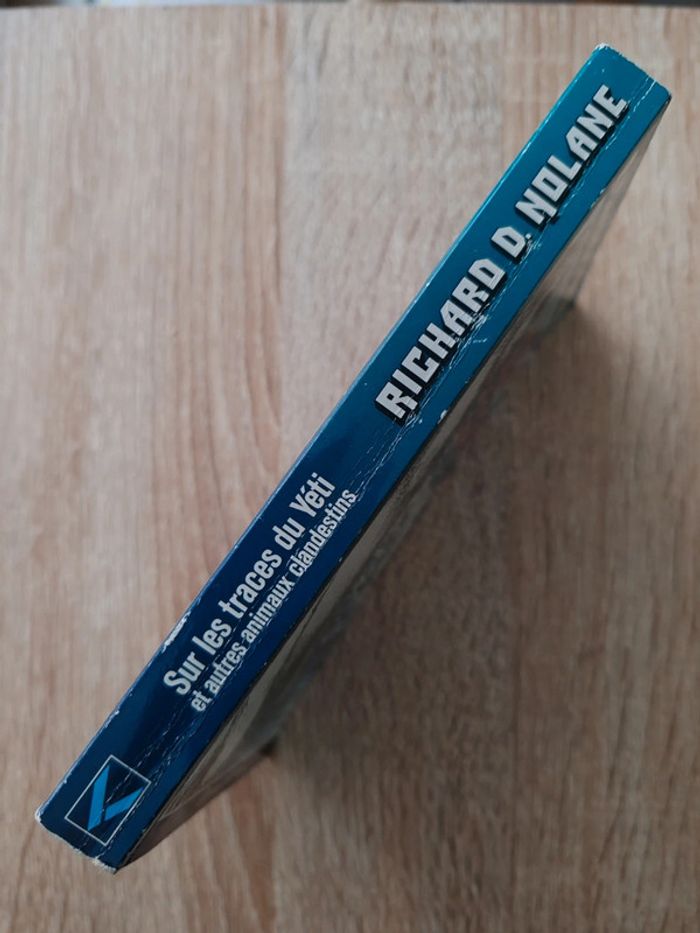 RICHARD D. NOLANE
Sur les traces du Yéti
et autres animaux clandestins